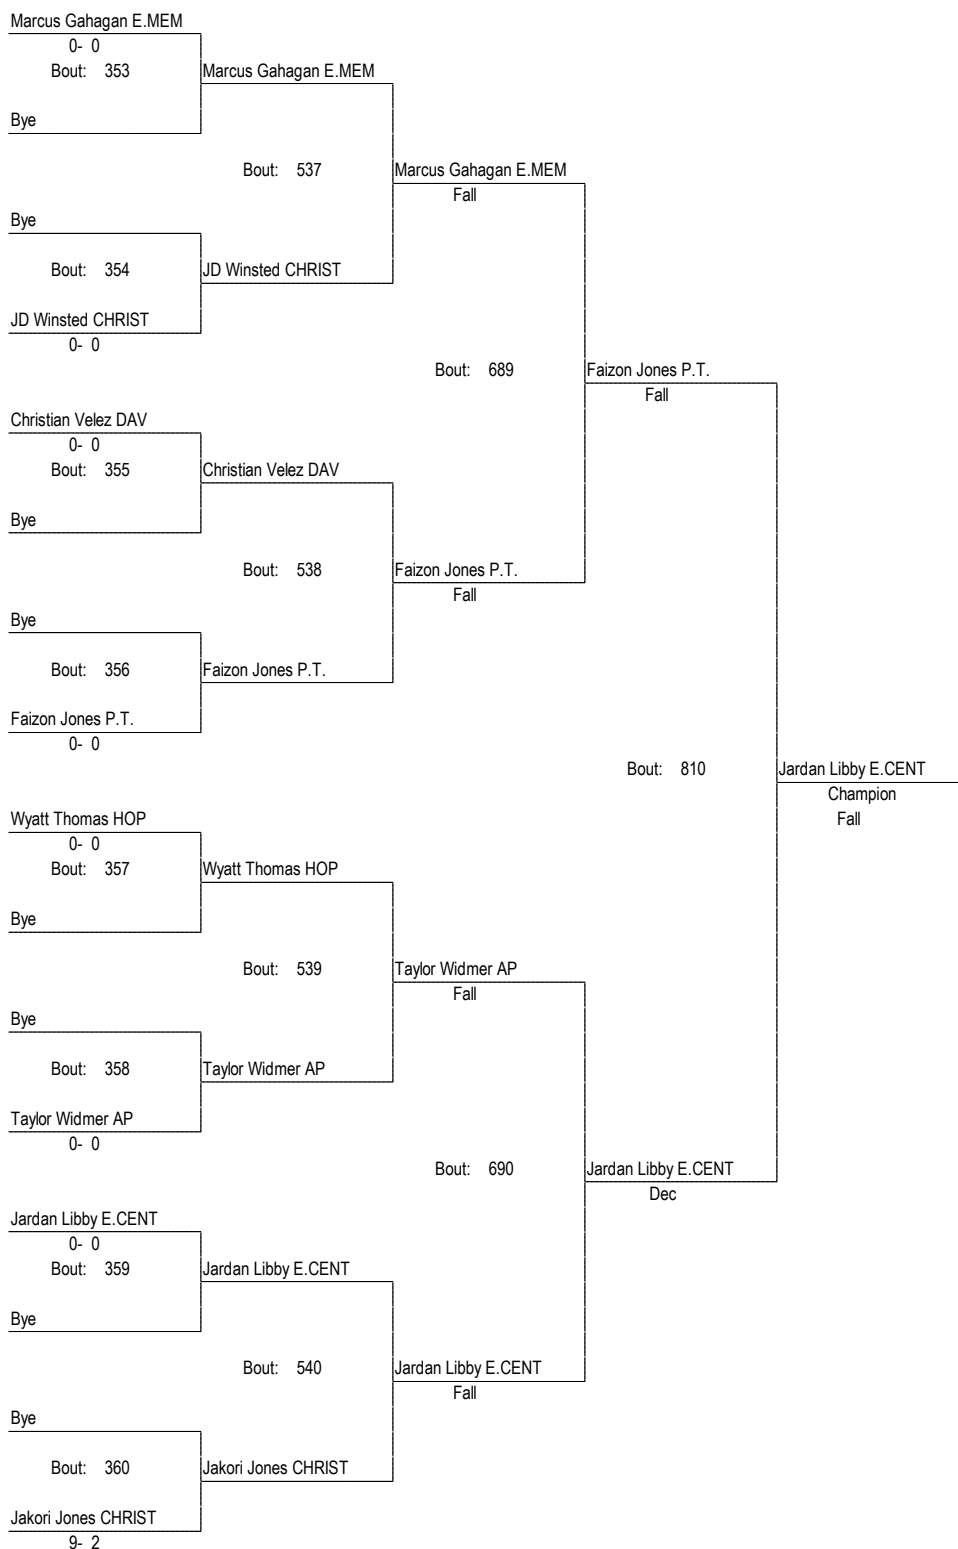 Marcus Gahagan E.MEM
0- 0
Bout: 353
Marcus Gahagan E.MEM
Bye
Bout: 537
Marcus Gahagan E.MEM
Fall
Bye
Bout: 354
JD Winsted CHRIST
JD Winsted CHRIST
0- 0
Bout: 689
Faizon Jones P.T.
Fall
Christian Velez DAV
0- 0
Bout: 355
Christian Velez DAV
Bye
Bout: 538
Faizon Jones P.T.
Fall
Bye
Bout: 356
Faizon Jones P.T.
Faizon Jones P.T.
0- 0
Bout: 810
Jardan Libby E.CENT
Champion
Fall
Wyatt Thomas HOP
0- 0
Bout: 357
Wyatt Thomas HOP
Bye
Bout: 539
Taylor Widmer AP
Fall
Bye
Bout: 358
Taylor Widmer AP
Taylor Widmer AP
0- 0
Bout: 690
Jardan Libby E.CENT
Dec
Jardan Libby E.CENT
0- 0
Bout: 359
Jardan Libby E.CENT
Bye
Bout: 540
Jardan Libby E.CENT
Fall
Bye
Bout: 360
Jakori Jones CHRIST
Jakori Jones CHRIST
9- 2